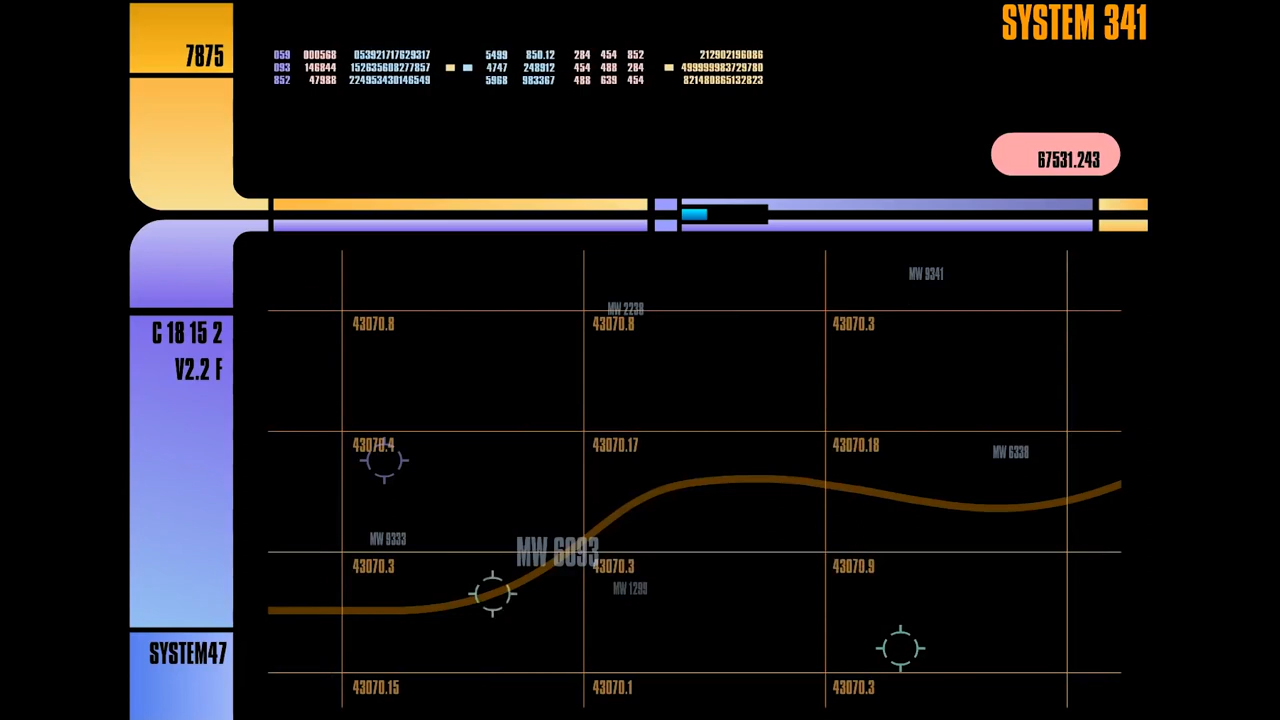 SYSTEM 341
7875
059 000568 053921717629317 5499 850.12 284 454 852 212902196086
093 146844 152635608277857 4747 248912 454 488 284 499999983729780
852 47988 224953430146549 5968 983367 488 639 454 821480865132823
67531.243
MW 9341
MW 2238
43070.8 43070.8 43070.3
C 18 15 2
V2.2 F
43070.4 43070.17 43070.18
MW 6338
MW 9333
MW 6093
43070.3 43070.3 43070.9
MW 1289
SYSTEM47
43070.15 43070.1 43070.3